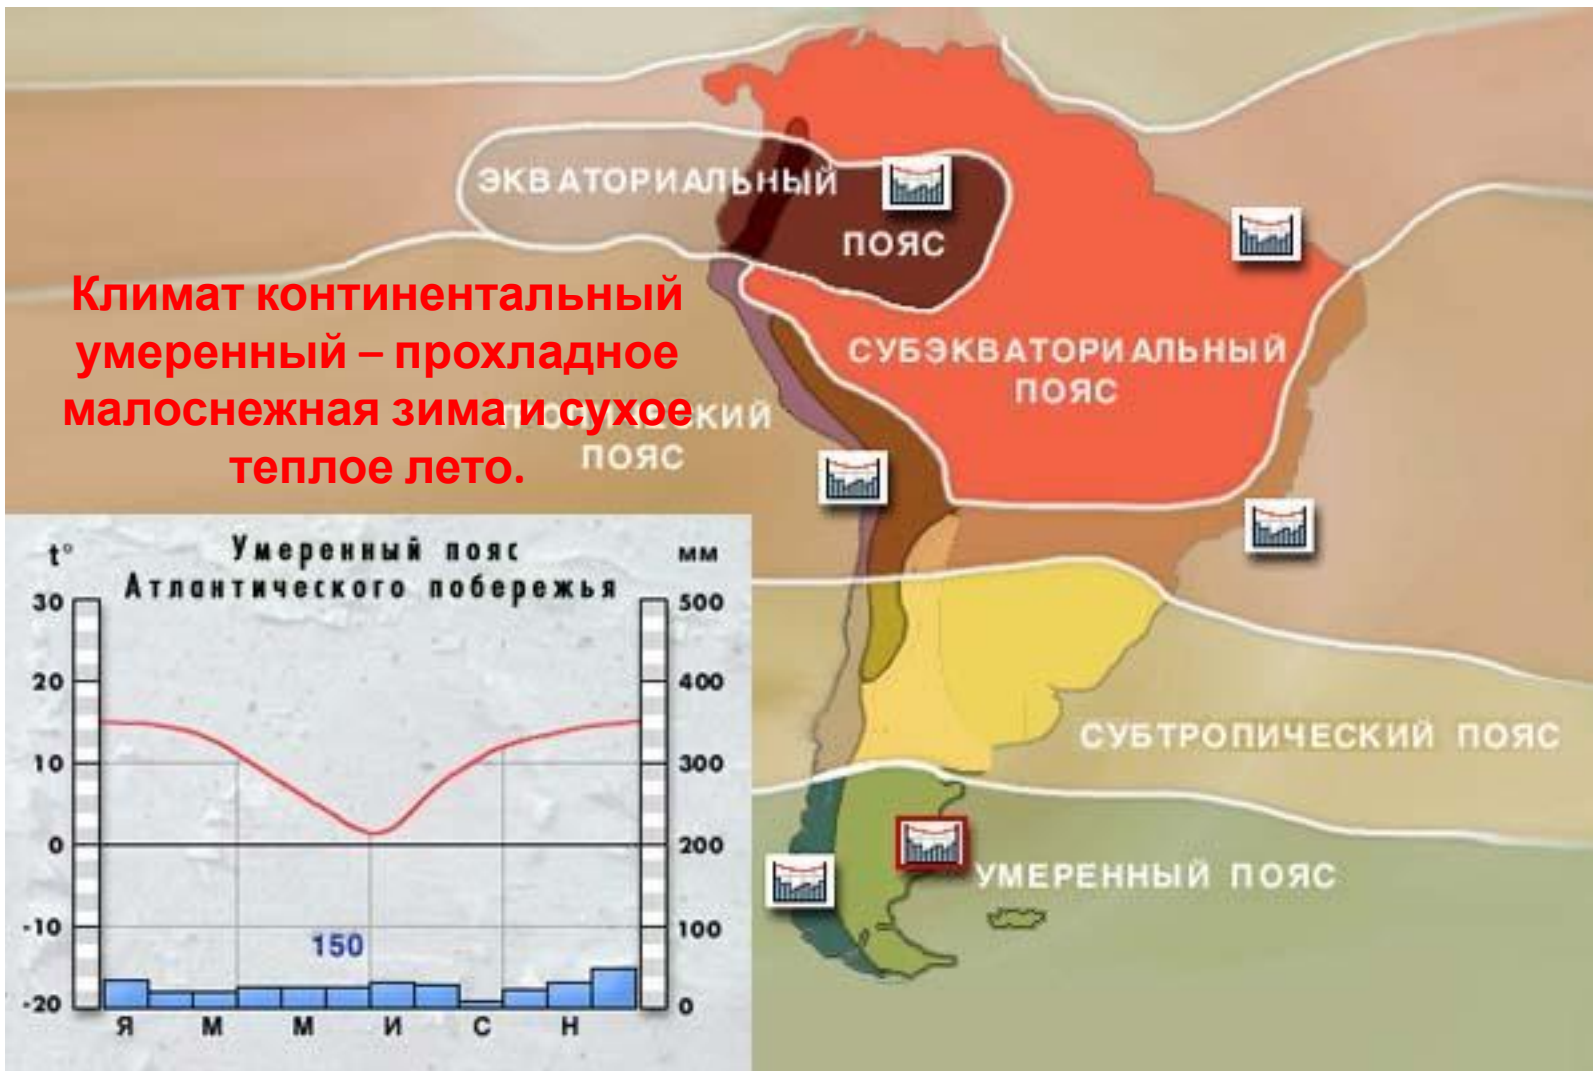 ЭКВАТОРИАЛЬНЫЙ
ПОЯС
Климат континентальный
умеренный – прохладное
малоснежная зима и сухое
теплое лето.
СУБЭКВАТОРИАЛЬНЫЙ
ПОЯС
ТРОПИЧЕСКИЙ
ПОЯС
СУБТРОПИЧЕСКИЙ ПОЯС
УМЕРЕННЫЙ ПОЯС
Умеренный пояс
Атлантического побережья
t° мм
30 500
20 400
10 300
0 200
-10 100
-20 0
150
Я М М И С Н